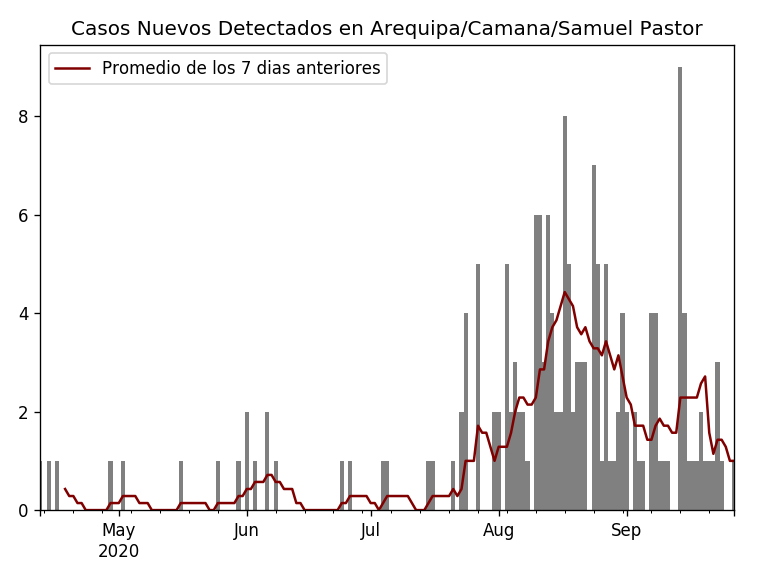 Casos Nuevos Detectados en Arequipa/Camana/Samuel Pastor
Promedio de los 7 dias anteriores
8
6
4
2
0
May Jun Jul Aug Sep
2020